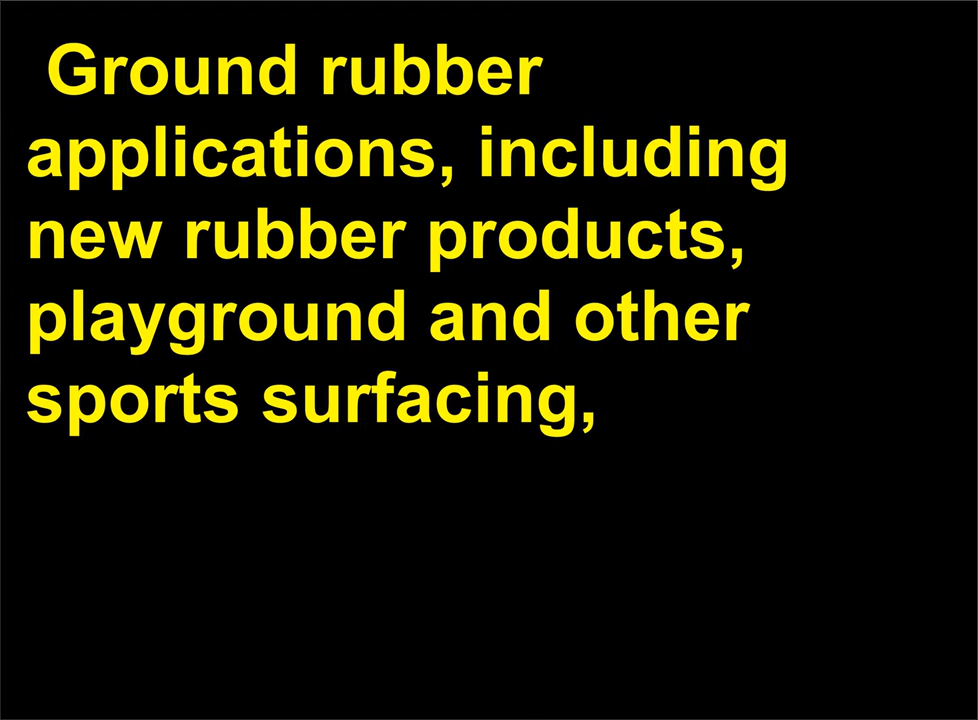 Ground rubber
applications, including
new rubber products,
playground and other
sports surfacing,